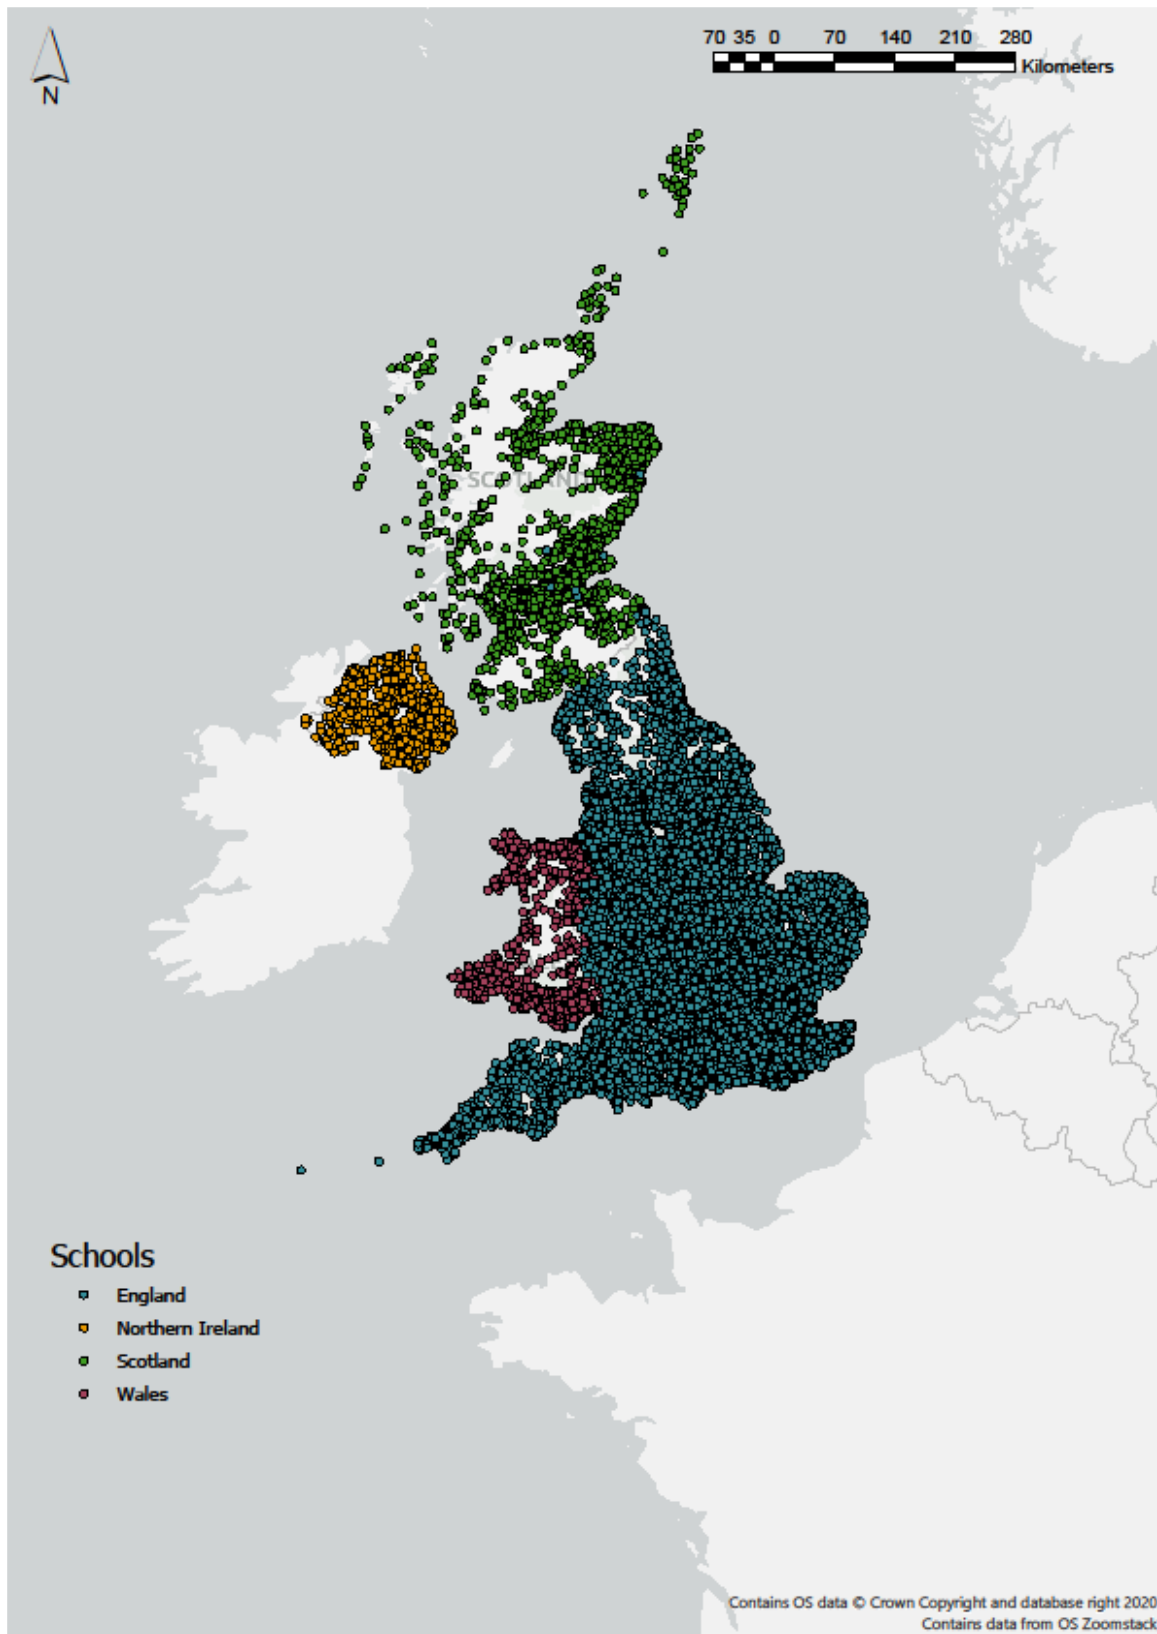 70 35 0 70 140 210 280
Kilometers
N
SCOTLAND
Schools
England
Northern Ireland
Scotland
Wales
Contains OS data © Crown Copyright and database right 2020
Contains data from OS Zoomstack